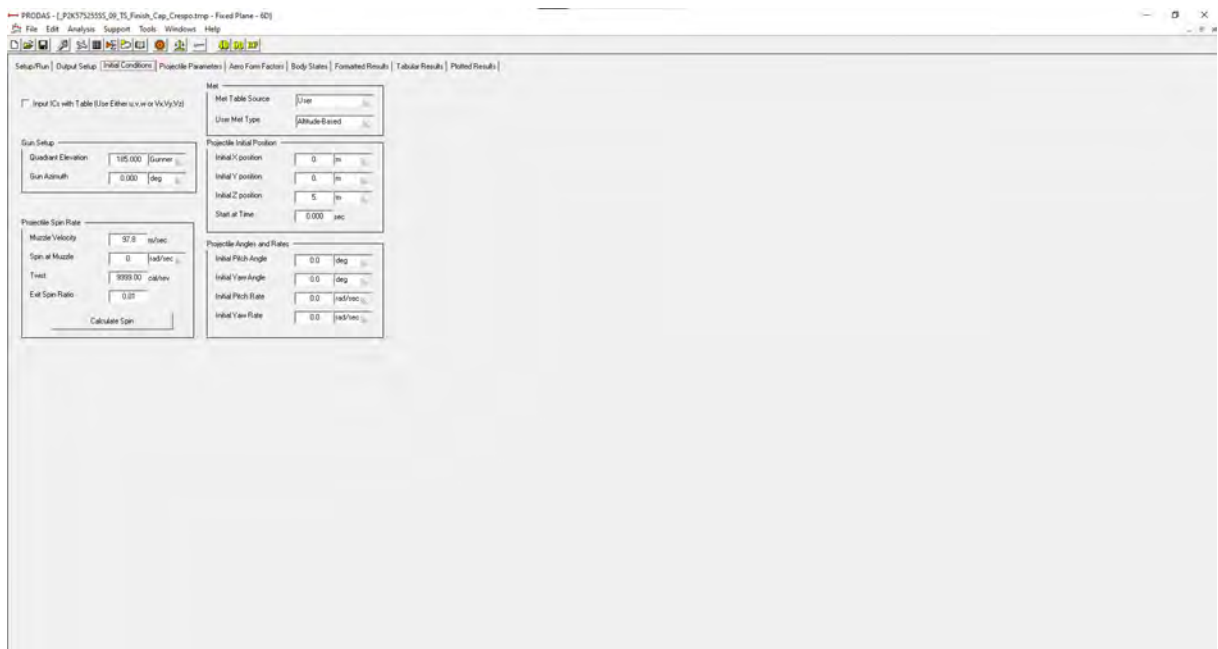 PRODAS - [_P2K57S2555S_09_TS_Finish_Cap_Crespo.tmp - Fixed Plane - 6D]
File Edit Analysis Support Tools Windows Help
Setup/Run Output Setup Initial Conditions Projectile Parameters Aero Form Factors Body States Formatted Results Tabular Results Plotted Results
Input ICs with Table (Use Either u,v,w or Vx,Vy,Vz)
Met
Met Table Source User
User Met Type Altitude-Based
Gun Setup
Quadrant Elevation 185.000 Gunner
Gun Azimuth 0.000 deg
Projectile Initial Position
Initial X position 0. m
Initial Y position 0. m
Initial Z position 5. m
Start at Time 0.000 sec
Projectile Spin Rate
Muzzle Velocity 97.8 m/sec
Spin at Muzzle 0 rad/sec
Twist 9999.00 cal/rev
Exit Spin Ratio 0.01
Calculate Spin
Projectile Angles and Rates
Initial Pitch Angle 0.0 deg
Initial Yaw Angle 0.0 deg
Initial Pitch Rate 0.0 rad/sec
Initial Yaw Rate 0.0 rad/sec